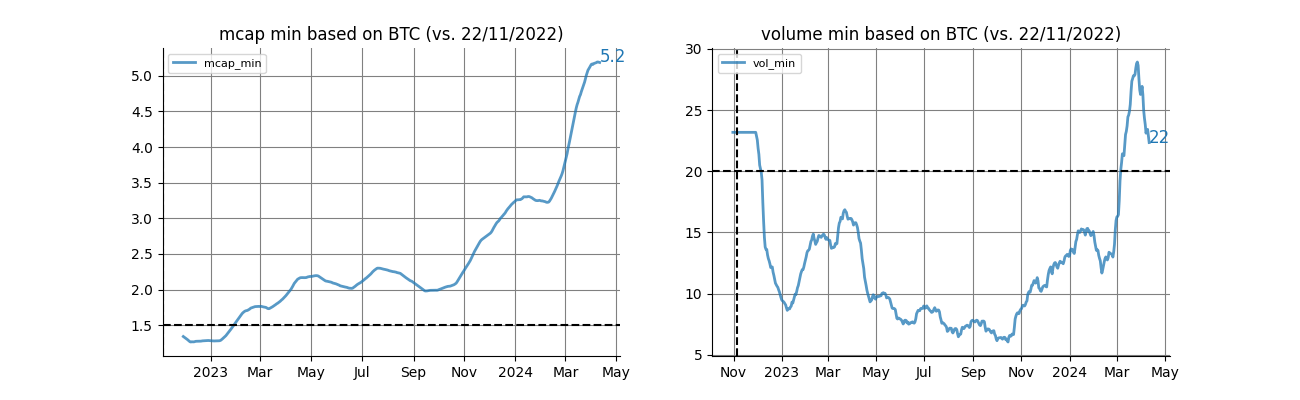 mcap min based on BTC (vs. 22/11/2022)
mcap_min
5.2
5.0
4.5
4.0
3.5
3.0
2.5
2.0
1.5
2023 Mar May Jul Sep Nov 2024 Mar May
volume min based on BTC (vs. 22/11/2022)
vol_min
22
30
25
20
15
10
5
Nov 2023 Mar May Jul Sep Nov 2024 Mar May